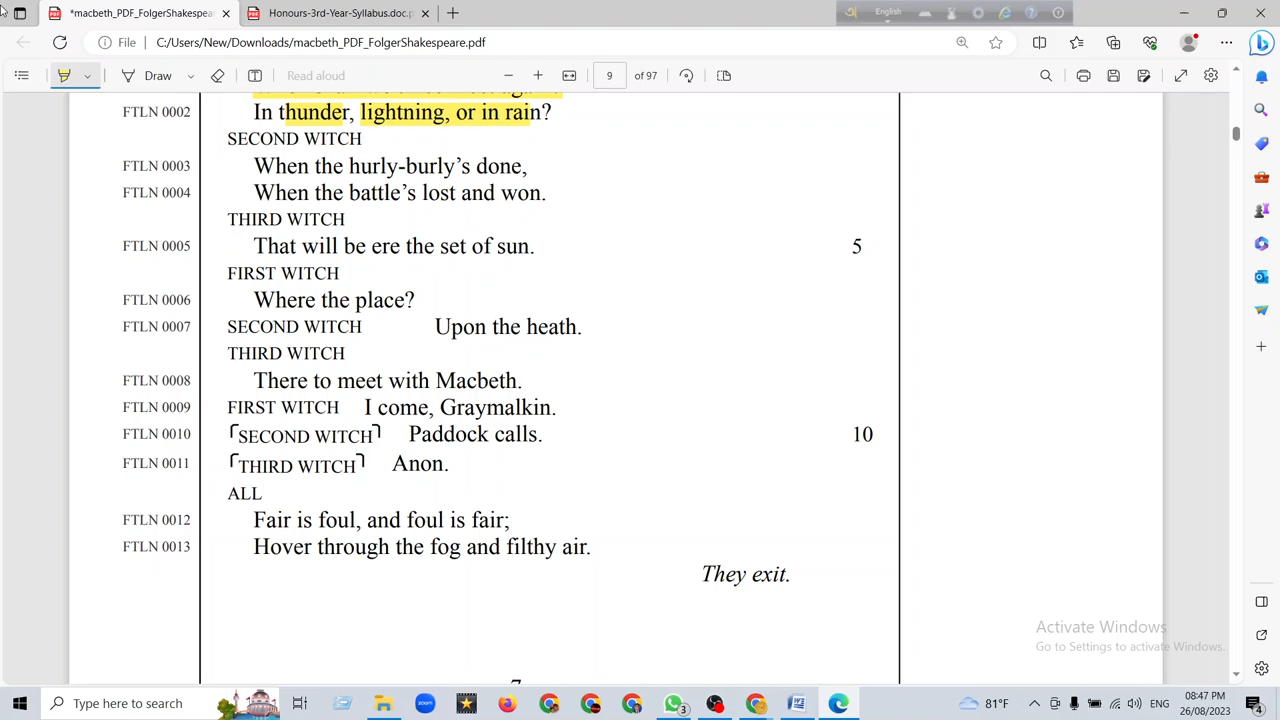 *macbeth_PDF_FolgerShakespea
Honours-3rd-Year-Syllabus.doc.p
English
File
C:/Users/New/Downloads/macbeth_PDF_FolgerShakespeare.pdf
Draw
Read aloud
9 of 97
FTLN 0002 In thunder, lightning, or in rain?
SECOND WITCH
FTLN 0003 When the hurly-burly’s done,
FTLN 0004 When the battle’s lost and won.
THIRD WITCH
FTLN 0005 That will be ere the set of sun. 5
FIRST WITCH
FTLN 0006 Where the place?
FTLN 0007 SECOND WITCH Upon the heath.
THIRD WITCH
FTLN 0008 There to meet with Macbeth.
FTLN 0009 FIRST WITCH I come, Graymalkin.
FTLN 0010 ⌜SECOND WITCH⌝ Paddock calls. 10
FTLN 0011 ⌜THIRD WITCH⌝ Anon.
ALL
FTLN 0012 Fair is foul, and foul is fair;
FTLN 0013 Hover through the fog and filthy air.
They exit.
Activate Windows
Go to Settings to activate Windows.
Type here to search
zoom
3
81°F
ENG
08:47 PM
26/08/2023
4